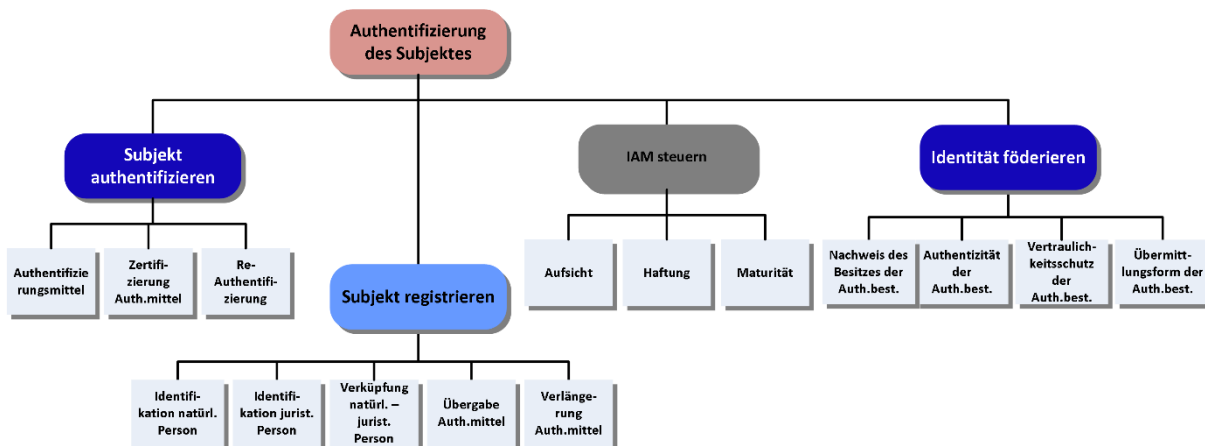 Authentifizierung
des Subjektes
Subjekt
authentifizieren
IAM steuern
Identität föderieren
Authentifizie
rungsmittel
Zertifi-
zierung
Auth.mittel
Re-
Authentifi-
zierung
Subjekt registrieren
Aufsicht
Haftung
Maturität
Nachweis des
Besitzes der
Auth.best.
Authentizität
der
Auth.best.
Vertraulich-
keitsschutz
der
Auth.best.
Übermitt-
lungsform der
Auth.best.
Identifi-
kation natürl.
Person
Identifi-
kation jurist.
Person
Verküpfung
natürl. –
jurist.
Person
Übergabe
Auth.mittel
Verlänge-
rung
Auth.mittel